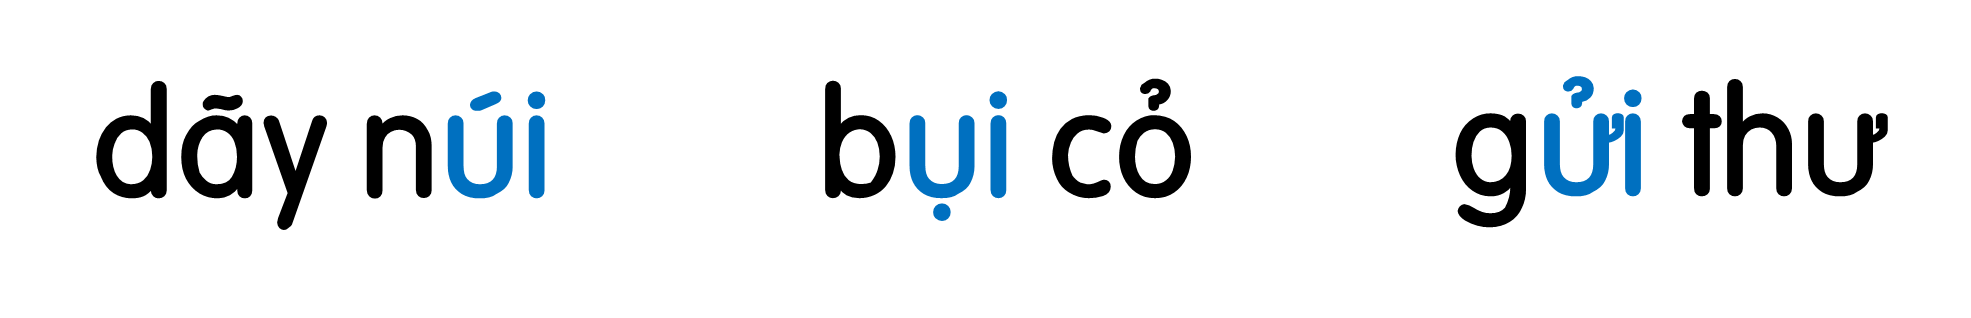 dãy núi bụi cỏ gửi thư